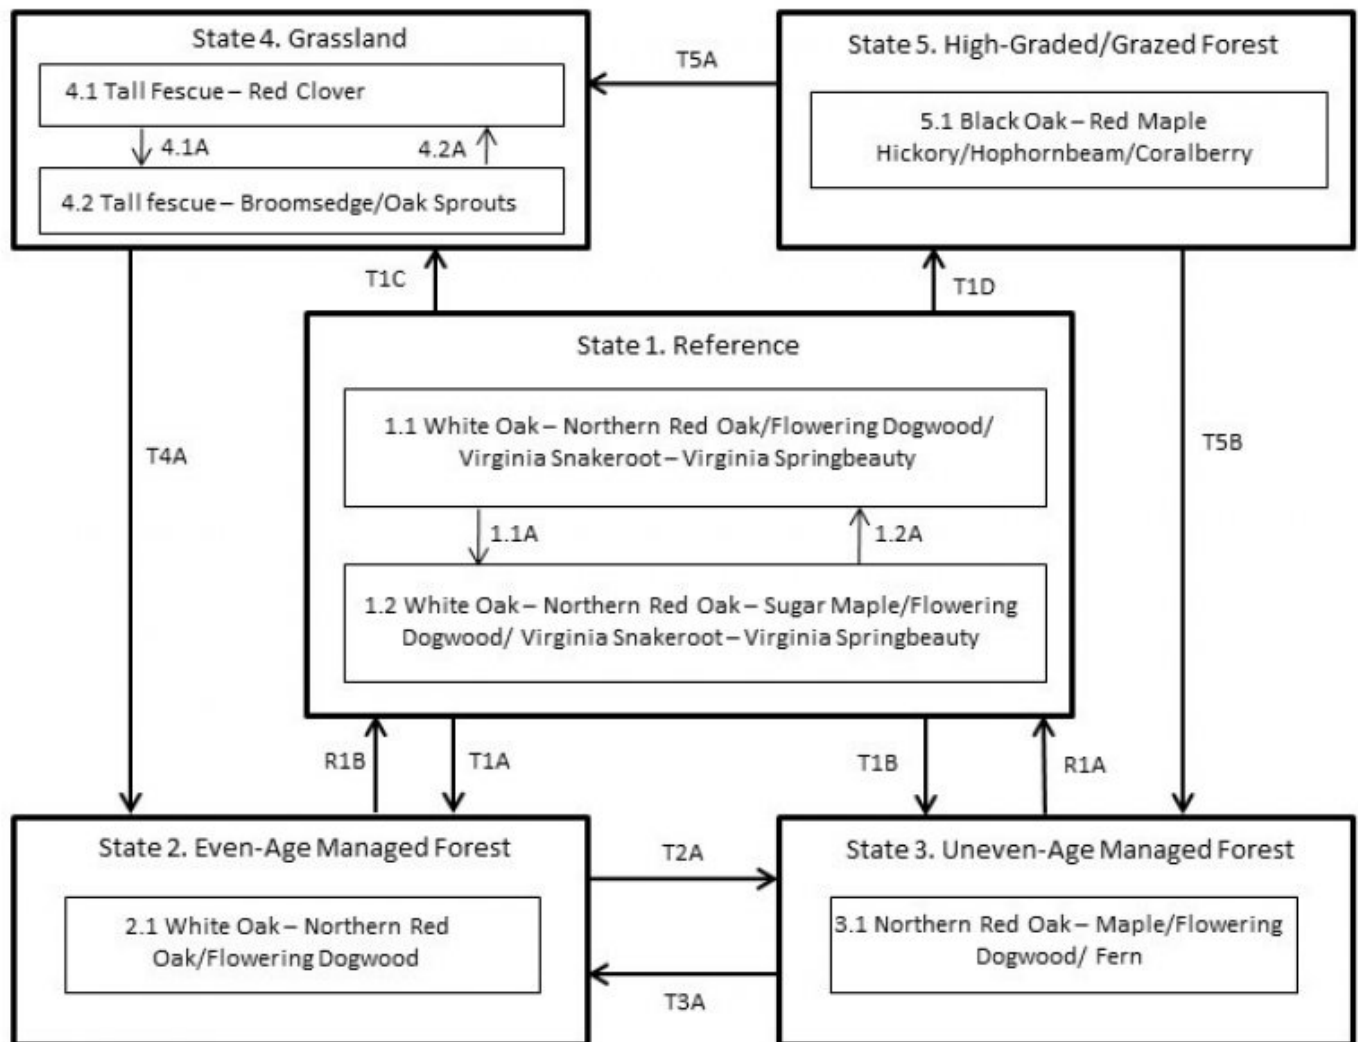 State 4. Grassland
4.1 Tall Fescue – Red Clover
4.1A
4.2A
4.2 Tall fescue – Broomsedge/Oak Sprouts
T5A
State 5. High-Graded/Grazed Forest
5.1 Black Oak – Red Maple
Hickory/Hophornbeam/Coralberry
T1C
T1D
State 1. Reference
1.1 White Oak – Northern Red Oak/Flowering Dogwood/
Virginia Snakeroot – Virginia Springbeauty
1.1A
1.2A
1.2 White Oak – Northern Red Oak – Sugar Maple/Flowering
Dogwood/ Virginia Snakeroot – Virginia Springbeauty
T4A
T5B
R1B
T1A
T1B
R1A
State 2. Even-Age Managed Forest
2.1 White Oak – Northern Red
Oak/Flowering Dogwood
T2A
T3A
State 3. Uneven-Age Managed Forest
3.1 Northern Red Oak – Maple/Flowering
Dogwood/ Fern